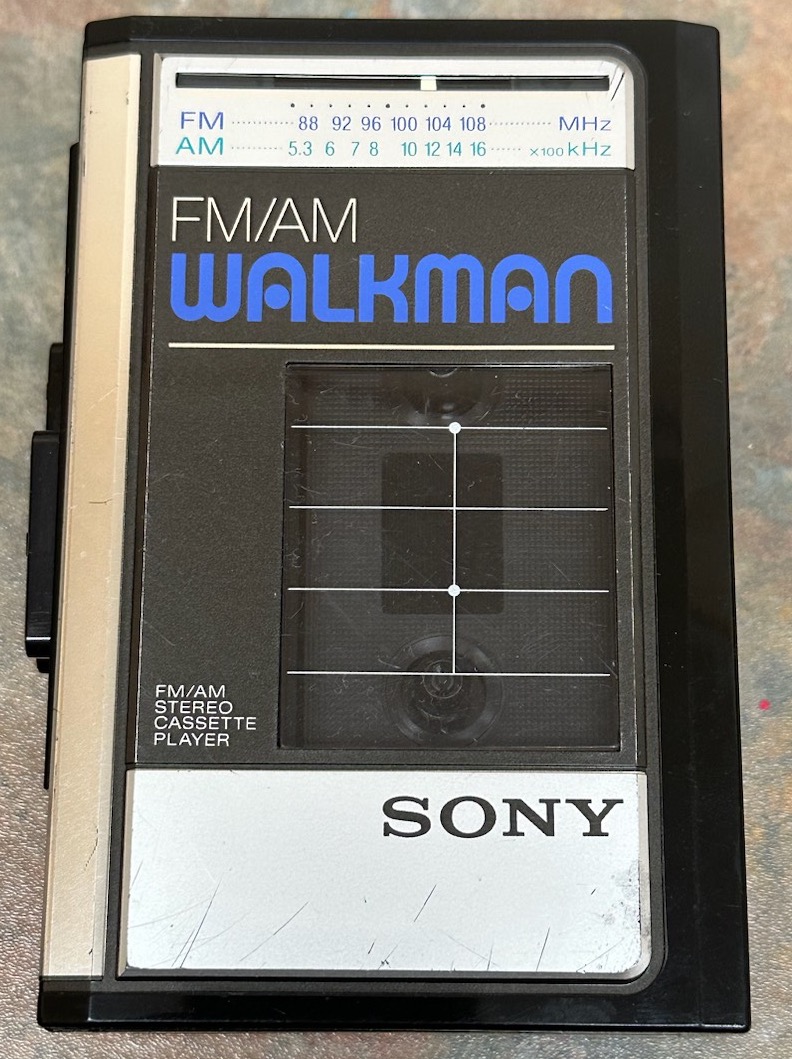 FM 88 92 96 100 104 108 MHz
AM 5.3 6 7 8 10 12 14 16 x100 kHz
FM/AM
WALKMAN
FM/AM
STEREO
CASSETTE
PLAYER
SONY